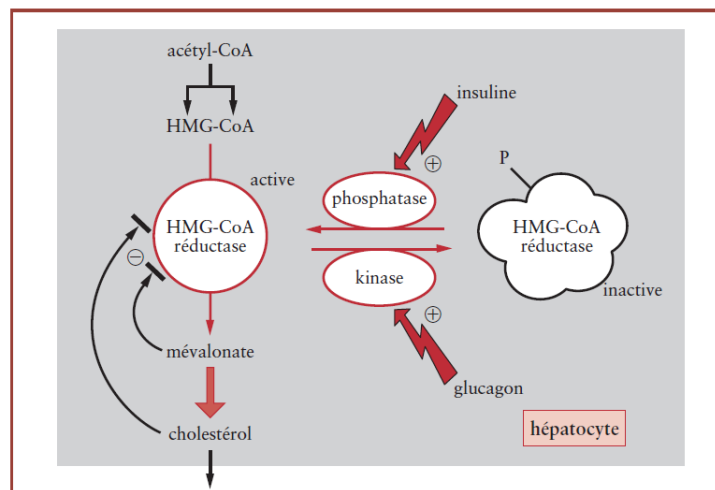 acétyl-CoA
HMG-CoA
active
HMG-CoA
réductase
⊖
mévalonate
cholestérol
insuline
⊕
phosphatase
kinase
⊕
glucagon
P
HMG-CoA
réductase
inactive
hépatocyte